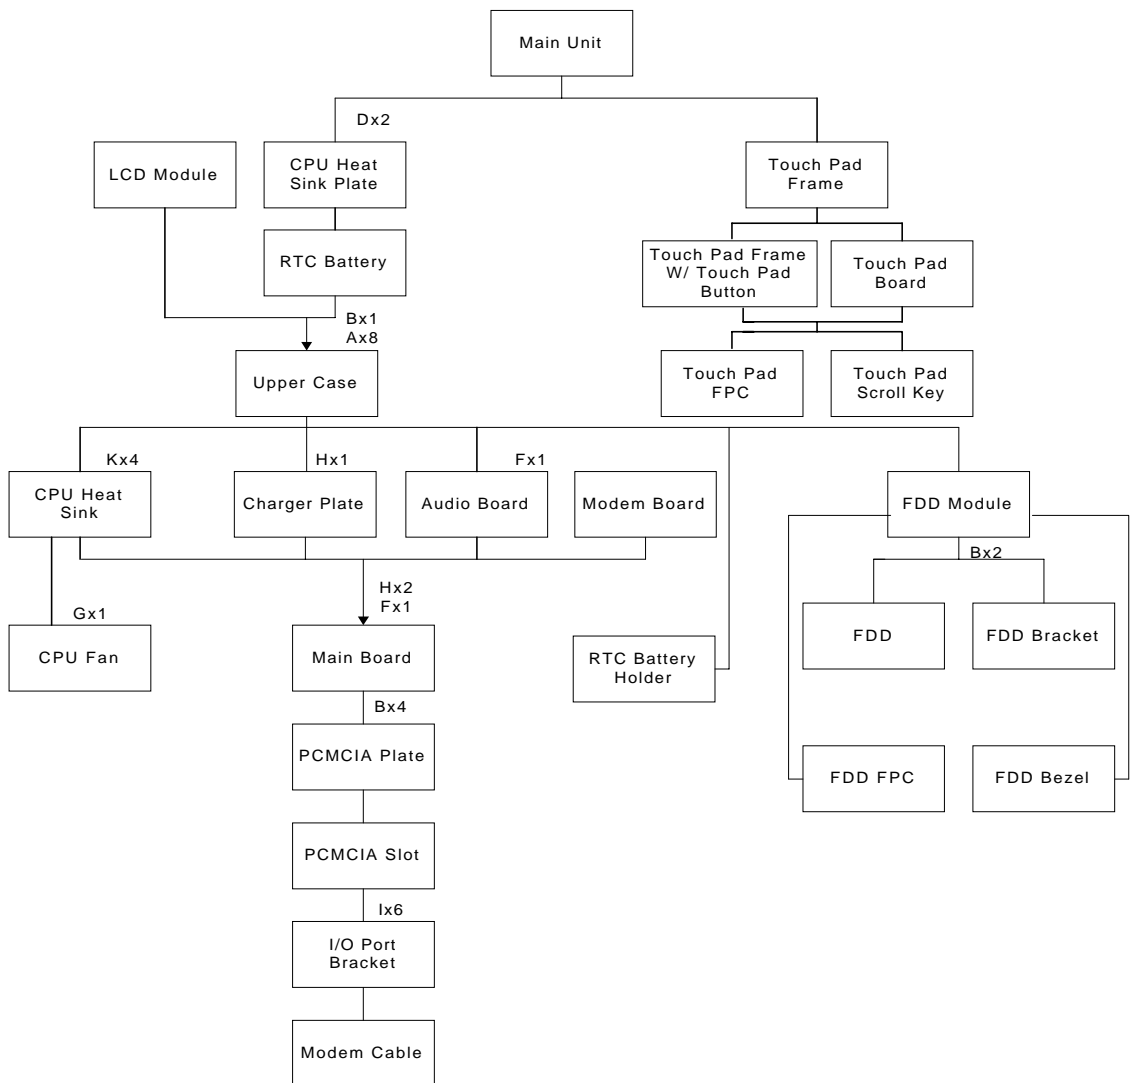 Main Unit
Dx2
LCD Module
CPU Heat
Sink Plate
Touch Pad
Frame
RTC Battery
Touch Pad Frame
W/ Touch Pad
Button
Touch Pad
Board
Bx1
Ax8
Upper Case
Touch Pad
FPC
Touch Pad
Scroll Key
Kx4
Hx1
Fx1
CPU Heat
Sink
Charger Plate
Audio Board
Modem Board
FDD Module
Bx2
Hx2
Fx1
Gx1
CPU Fan
Main Board
RTC Battery
Holder
FDD
FDD Bracket
Bx4
PCMCIA Plate
FDD FPC
FDD Bezel
PCMCIA Slot
Ix6
I/O Port
Bracket
Modem Cable